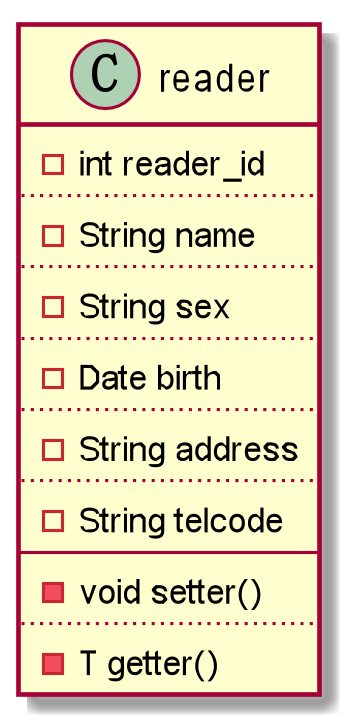 C reader
int reader_id
String name
String sex
Date birth
String address
String telcode
void setter()
T getter()